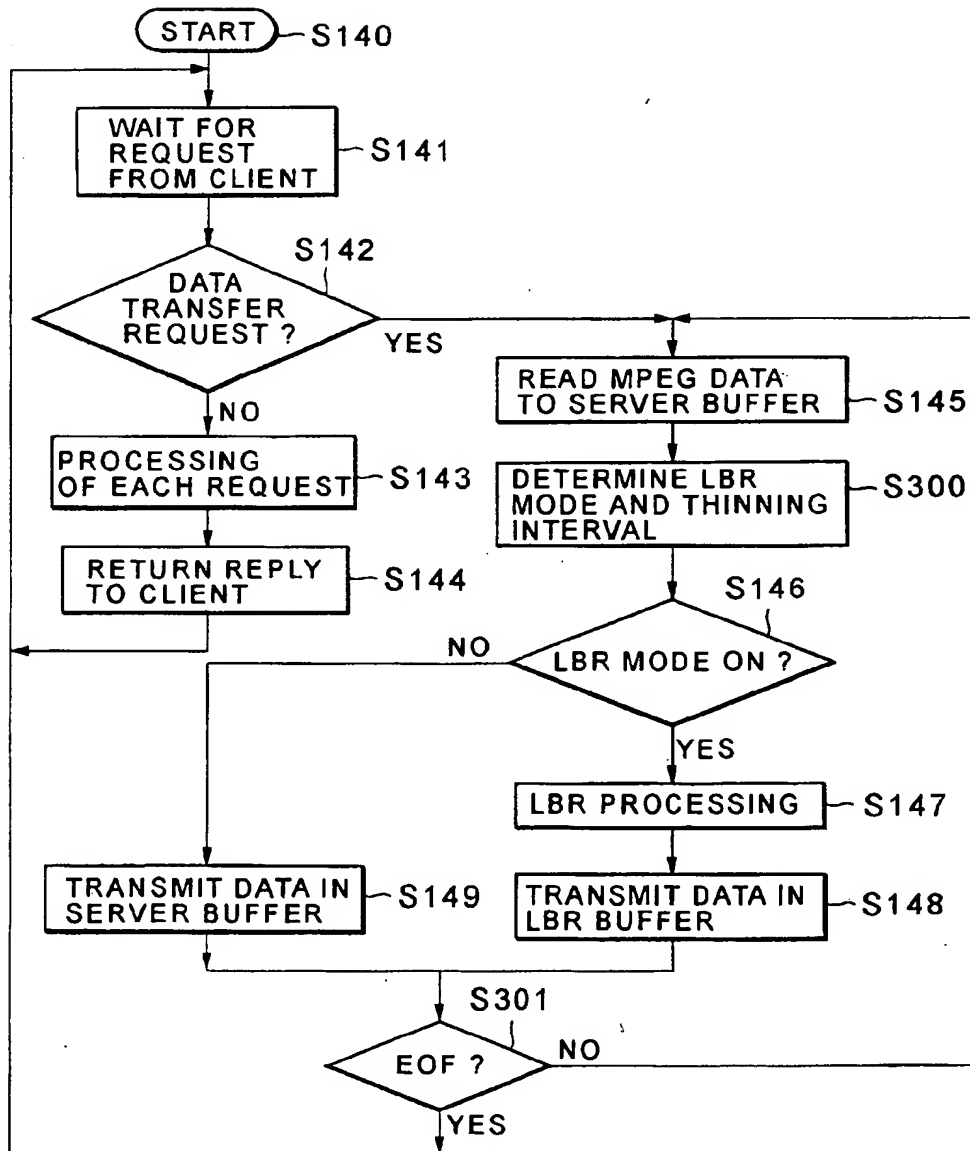 START
S140
WAIT FOR
REQUEST
FROM CLIENT
S141
S142
DATA
TRANSFER
REQUEST ?
YES
NO
READ MPEG DATA
TO SERVER BUFFER
S145
PROCESSING
OF EACH REQUEST
S143
DETERMINE LBR
MODE AND THINNING
INTERVAL
S300
RETURN REPLY
TO CLIENT
S144
S146
NO
LBR MODE ON ?
YES
LBR PROCESSING
S147
TRANSMIT DATA IN
SERVER BUFFER
S149
TRANSMIT DATA IN
LBR BUFFER
S148
S301
EOF ?
NO
YES